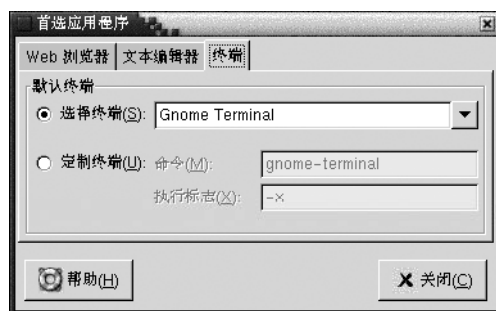 首选应用程序
Web 浏览器 文本编辑器 终端
默认终端
选择终端(S): Gnome Terminal
定制终端(U): 命令(M): gnome-terminal
执行标志(X): -x
帮助(H) 关闭(C)